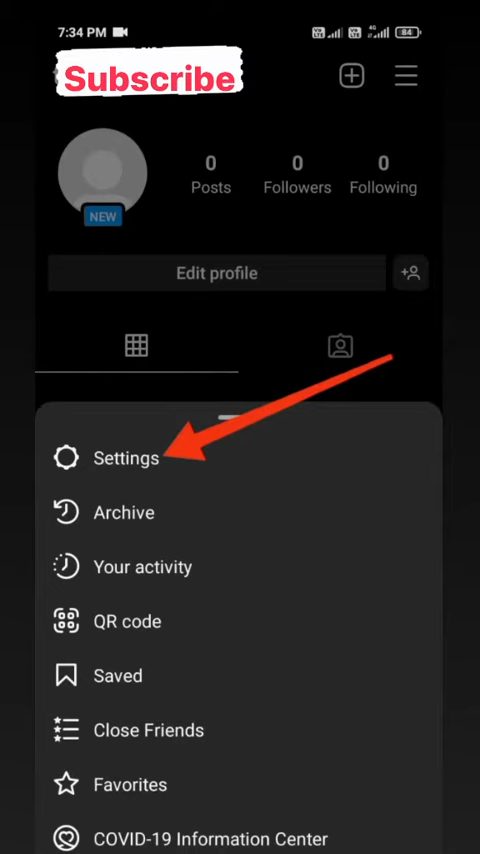 7:34 PM
4G
84
Subscribe
0 0 0
Posts Followers Following
NEW
Edit profile
Settings
Archive
Your activity
QR code
Saved
Close Friends
Favorites
COVID-19 Information Center